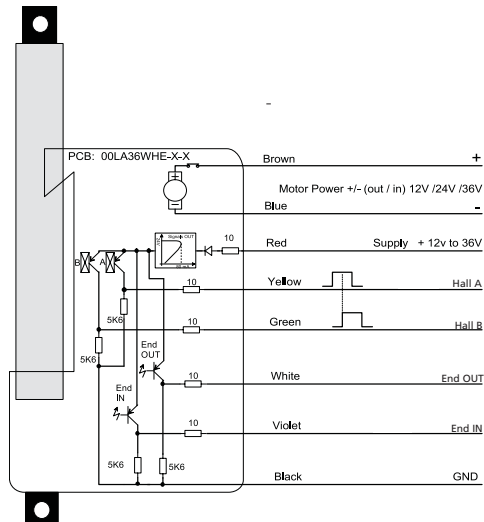 -
PCB: 00LA36WHE-X-X
Brown +
Motor Power +/- (out / in) 12V /24V /36V
Blue -
Signals OUT
10
Red Supply + 12v to 36V
B A
Yellow Hall A
10
5K6
Green Hall B
10
5K6
End
OUT
White End OUT
10
End
IN
Violet End IN
10
5K6 5K6
Black GND